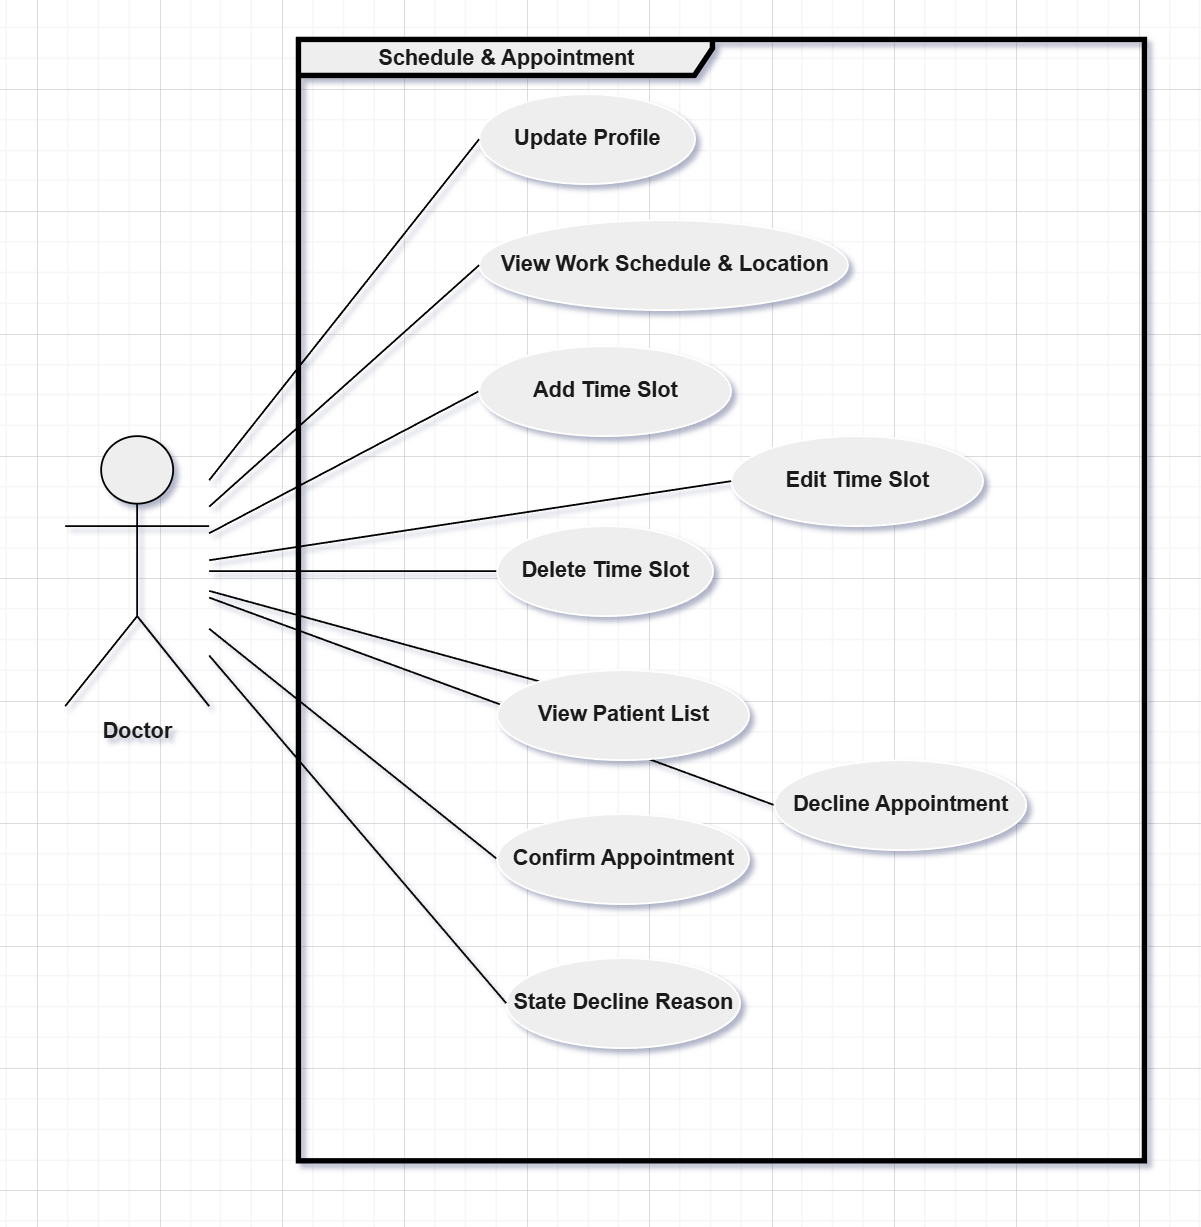 Schedule & Appointment
Update Profile
View Work Schedule & Location
Add Time Slot
Edit Time Slot
Delete Time Slot
View Patient List
Doctor
Decline Appointment
Confirm Appointment
State Decline Reason